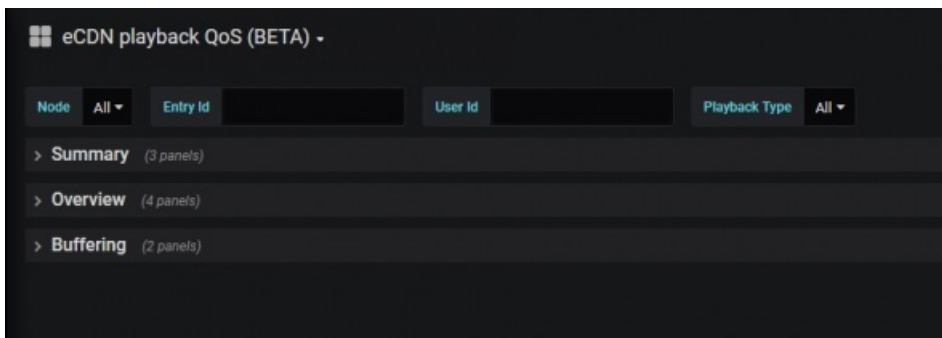 eCDN playback QoS (BETA)
Node All Entry Id User Id Playback Type All
Summary (3 panels)
Overview (4 panels)
Buffering (2 panels)